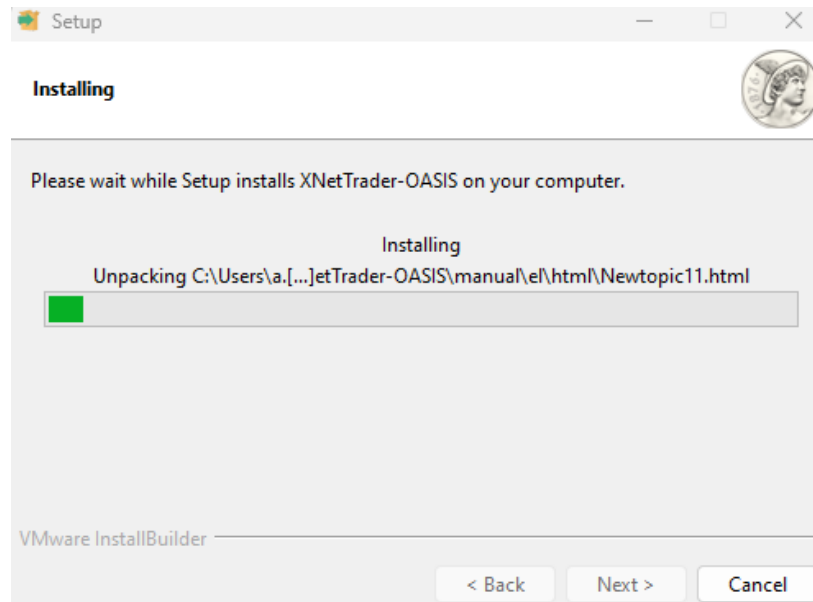 Setup
Installing
1876
Please wait while Setup installs XNetTrader-OASIS on your computer.
Installing
Unpacking C:\Users\a.[...]etTrader-OASIS\manual\el\html\Newtopic11.html
VMware InstallBuilder
< Back
Next >
Cancel